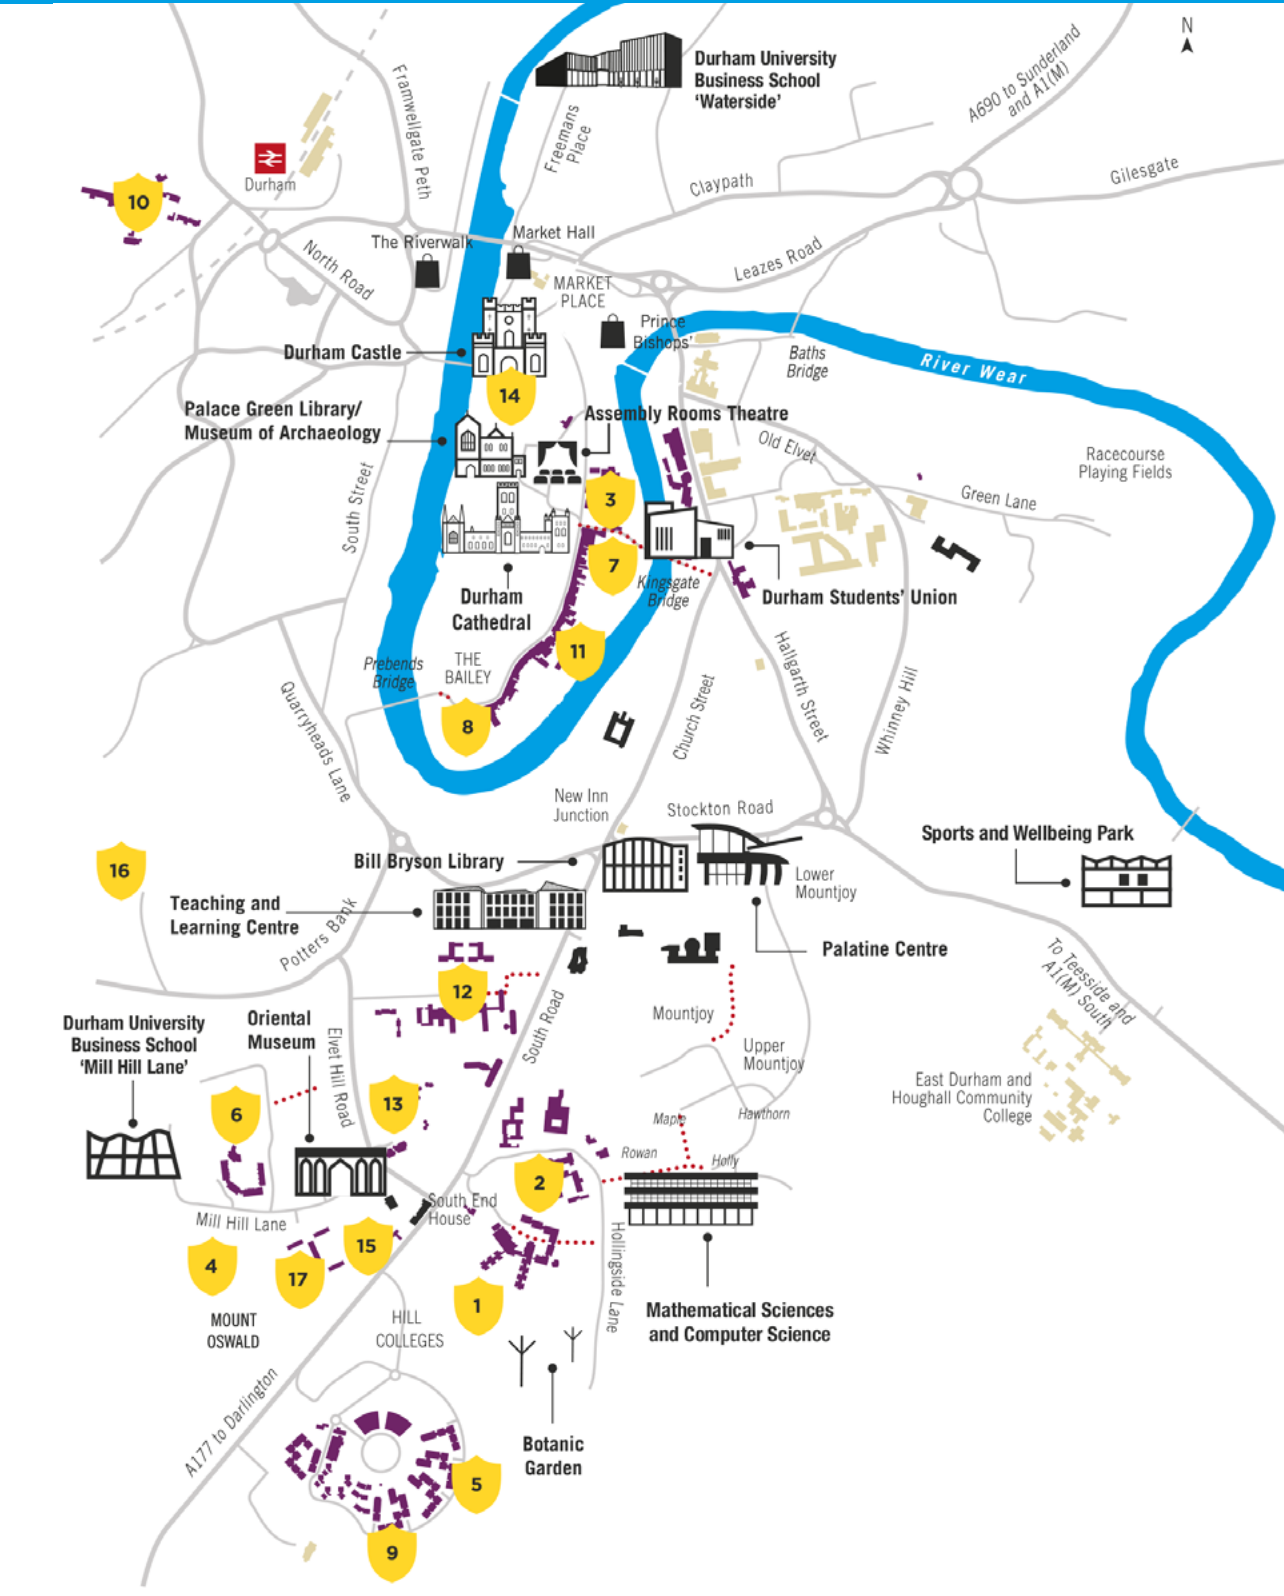 N
Durham University
Business School
'Waterside'
A690 to Sunderland
and A1(M)
Framwellgate Peth
Freemans
Place
Durham
10
Claypath
Gilesgate
The Riverwalk
Market Hall
North Road
Leazes Road
MARKET
PLACE
Prince
Bishops'
Durham Castle
Baths
Bridge
River Wear
14
Palace Green Library/
Museum of Archaeology
Assembly Rooms Theatre
Old Elvet
Racecourse
Playing Fields
South Street
3
Green Lane
7
Kingsgate
Bridge
Durham Students' Union
Durham
Cathedral
11
Prebends
Bridge
THE
BAILEY
Hallgarth Street
Whinney Hill
Church Street
Quarryheads Lane
8
New Inn
Junction
Stockton Road
Sports and Wellbeing Park
16
Bill Bryson Library
Lower
Mountjoy
Teaching and
Learning Centre
Potters Bank
Palatine Centre
To Teesside and
A1(M) South
12
South Road
Mountjoy
Durham University
Business School
'Mill Hill Lane'
Oriental
Museum
Elvet Hill Road
Upper
Mountjoy
East Durham and
Houghall Community
College
6
13
Maple
Hawthorn
Rowan
Holly
2
South End
House
Mill Hill Lane
Hollingside Lane
15
4
17
1
MOUNT
OSWALD
HILL
COLLEGES
Mathematical Sciences
and Computer Science
A177 to Darlington
Botanic
Garden
5
9